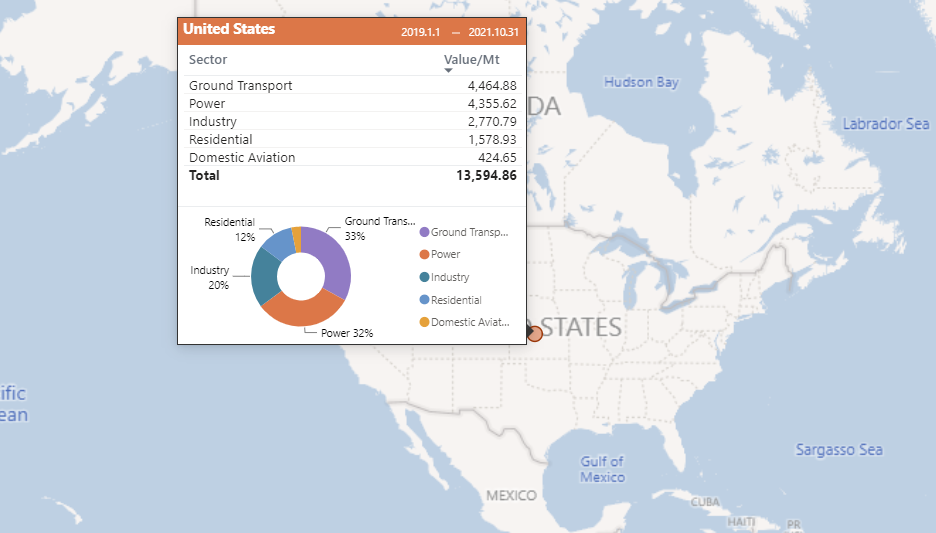 United States 2019.1.1 — 2021.10.31
Sector Value/Mt
Ground Transport 4,464.88
Power 4,355.62
Industry 2,770.79
Residential 1,578.93
Domestic Aviation 424.65
Total 13,594.86
Residential
12%
Ground Trans...
33%
Industry
20%
Power 32%
Ground Transp...
Power
Industry
Residential
Domestic Aviat...
DA
Hudson Bay
Labrador Sea
STATES
ific
ean
Sargasso Sea
Gulf of
Mexico
MEXICO
CUBA
HAITI
PR